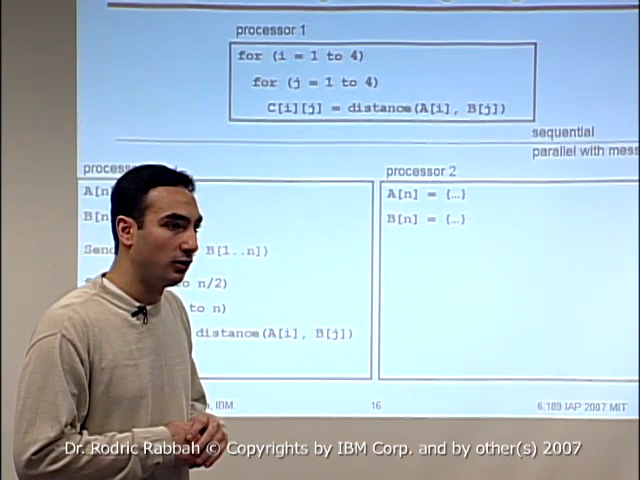 processor 1
for (i = 1 to 4)
for (j = 1 to 4)
C[i][j] = distance(A[i], B[j])
sequential
parallel with mess
processor 2
A[n]
B[n
Send B[1..n])
to n/2)
to n)
distance(A[i], B[j])
A[n] = {…}
B[n] = {…}
, IBM.
16
6.189 IAP 2007 MIT
Dr. Rodric Rabbah © Copyrights by IBM Corp. and by other(s) 2007